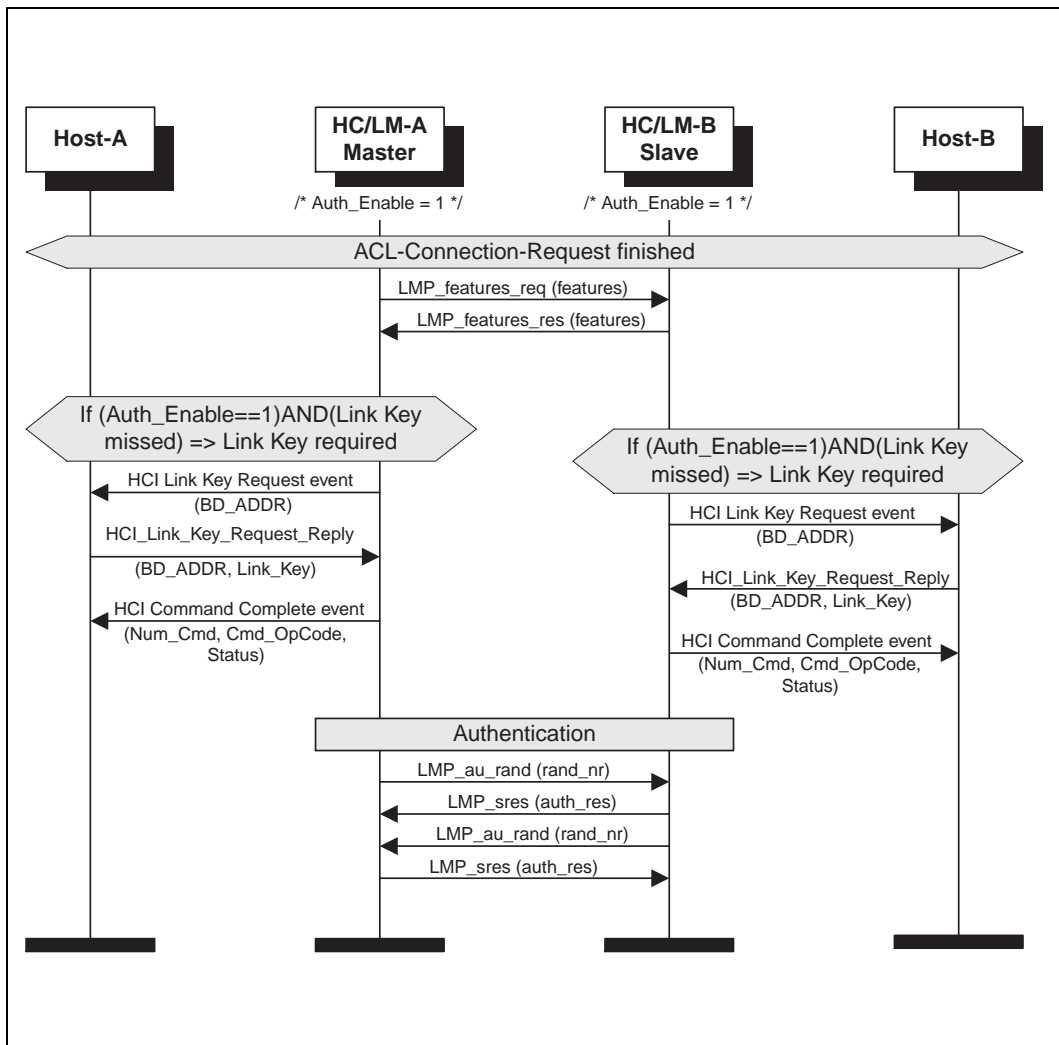 Host-A
HC/LM-A
Master
HC/LM-B
Slave
Host-B
/* Auth_Enable = 1 */
/* Auth_Enable = 1 */
ACL-Connection-Request finished
LMP_features_req (features)
LMP_features_res (features)
If (Auth_Enable==1)AND(Link Key
missed) => Link Key required
If (Auth_Enable==1)AND(Link Key
missed) => Link Key required
HCI Link Key Request event
(BD_ADDR)
HCI Link Key Request event
(BD_ADDR)
HCI_Link_Key_Request_Reply
(BD_ADDR, Link_Key)
HCI_Link_Key_Request_Reply
(BD_ADDR, Link_Key)
HCI Command Complete event
(Num_Cmd, Cmd_OpCode,
Status)
HCI Command Complete event
(Num_Cmd, Cmd_OpCode,
Status)
Authentication
LMP_au_rand (rand_nr)
LMP_sres (auth_res)
LMP_au_rand (rand_nr)
LMP_sres (auth_res)